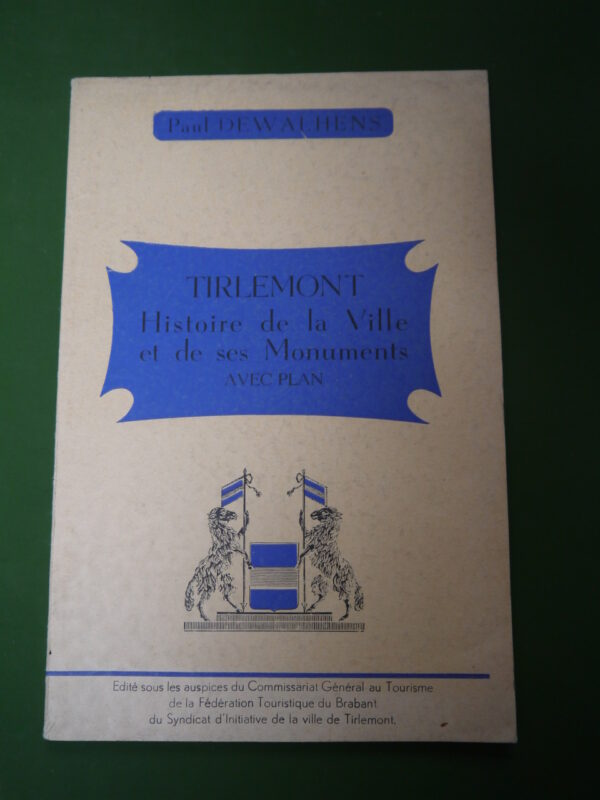 Paul DEWALHENS
TIRLEMONT
Histoire de la Ville
et de ses Monuments
AVEC PLAN
Edité sous les auspices du Commissariat Général au Tourisme
de la Fédération Touristique du Brabant
du Syndicat d'Initiative de la ville de Tirlemont.